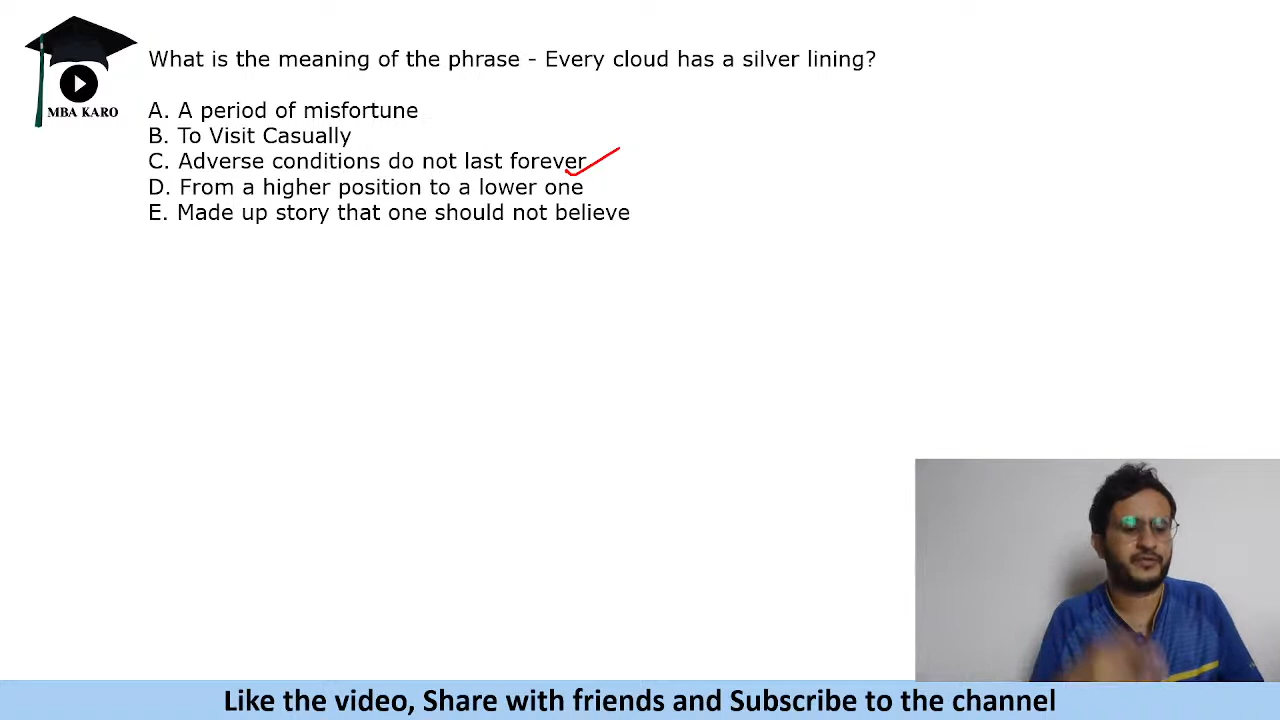 MBA KARO
What is the meaning of the phrase - Every cloud has a silver lining?
A. A period of misfortune
B. To Visit Casually
C. Adverse conditions do not last forever
D. From a higher position to a lower one
E. Made up story that one should not believe
Like the video, Share with friends and Subscribe to the channel